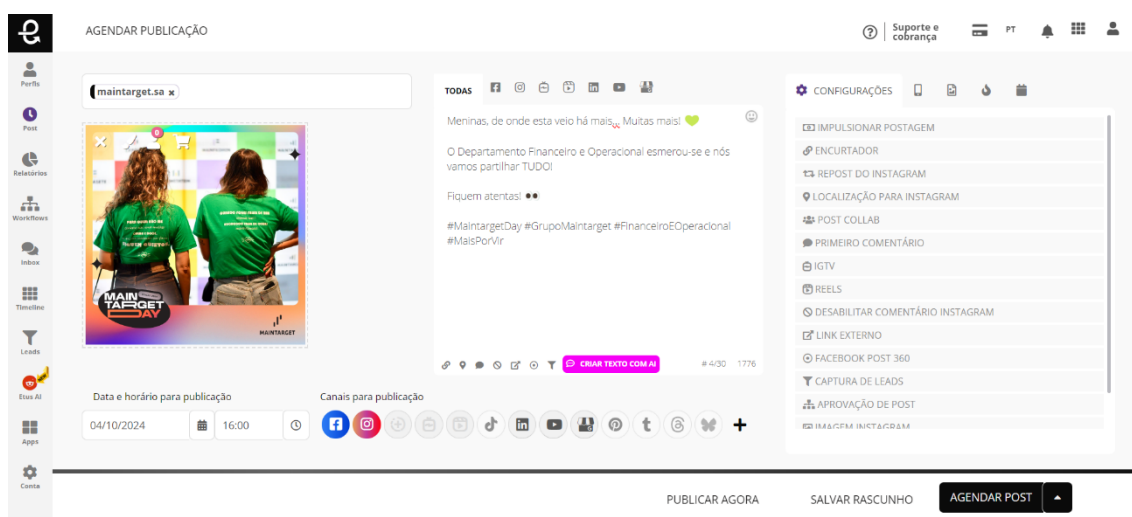 AGENDAR PUBLICAÇÃO
Suporte e
cobrança
PT
Perfis
Post
Relatórios
Workflows
Inbox
Timeline
Leads
Etus AI
Apps
Conta
maintarget.sa x
0
MAIN
TARGET
DAY
MAINTARGET
Data e horário para publicação
04/10/2024
16:00
Canais para publicação
TODAS
Meninas, de onde esta veio há mais... Muitas mais!
O Departamento Financeiro e Operacional esmerou-se e nós
vamos partilhar TUDO!
Fiquem atentas!
#MaintargetDay #GrupoMaintarget #FinanceiroEOperacional
#MaisPorVir
CRIAR TEXTO COM AI
# 4/30 1776
CONFIGURAÇÕES
IMPULSIONAR POSTAGEM
ENCURTADOR
REPOST DO INSTAGRAM
LOCALIZAÇÃO PARA INSTAGRAM
POST COLLAB
PRIMEIRO COMENTÁRIO
IGTV
REELS
DESABILITAR COMENTÁRIO INSTAGRAM
LINK EXTERNO
FACEBOOK POST 360
CAPTURA DE LEADS
APROVAÇÃO DE POST
IMAGEM INSTAGRAM
PUBLICAR AGORA
SALVAR RASCUNHO
AGENDAR POST